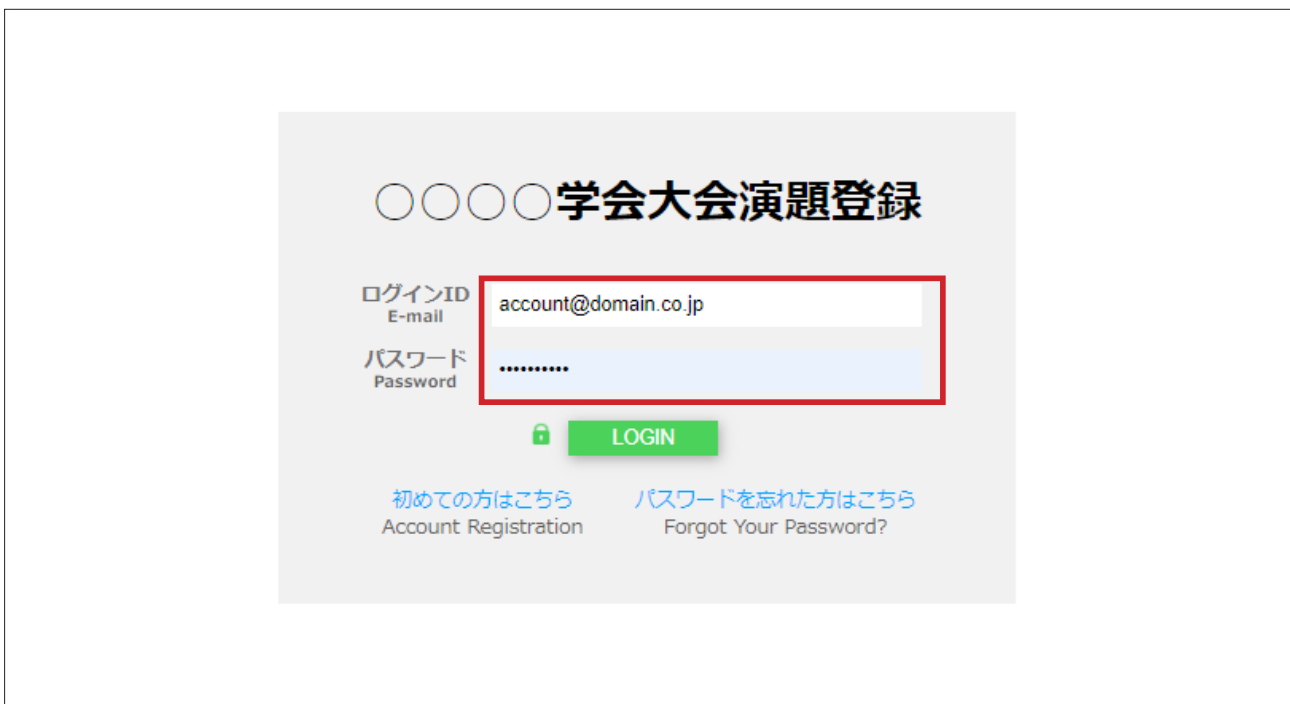 ○○○○学会大会演題登録
ログインID
E-mail
account@domain.co.jp
パスワード
Password
••••••••••
LOGIN
初めての方はこちら
パスワードを忘れた方はこちら
Account Registration
Forgot Your Password?